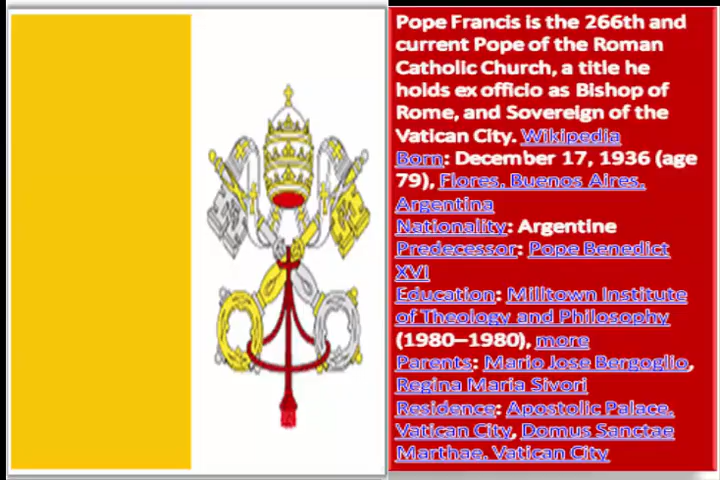 Pope Francis is the 266th and
current Pope of the Roman
Catholic Church, a title he
holds ex officio as Bishop of
Rome, and Sovereign of the
Vatican City. Wikipedia
Born: December 17, 1936 (age
79), Flores, Buenos Aires,
Argentina
Nationality: Argentine
Predecessor: Pope Benedict
XVI
Education: Milltown Institute
of Theology and Philosophy
(1980–1980), more
Parents: Mario Jose Bergoglio,
Regina Maria Sivori
Residence: Apostolic Palace,
Vatican City, Domus Sanctae
Marthae, Vatican City